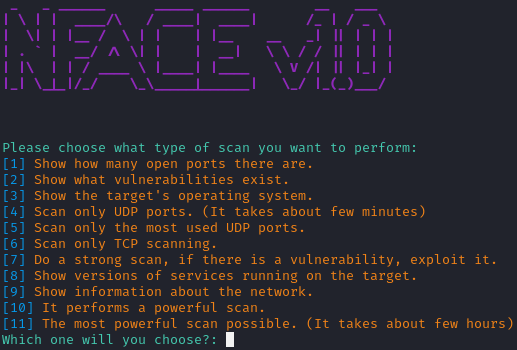 NFACE v1.0
Please choose what type of scan you want to perform:
[1] Show how many open ports there are.
[2] Show what vulnerabilities exist.
[3] Show the target's operating system.
[4] Scan only UDP ports. (It takes about few minutes)
[5] Scan only the most used UDP ports.
[6] Scan only TCP scanning.
[7] Do a strong scan, if there is a vulnerability, exploit it.
[8] Show versions of services running on the target.
[9] Show information about the network.
[10] It performs a powerful scan.
[11] The most powerful scan possible. (It takes about few hours)
Which one will you choose?: